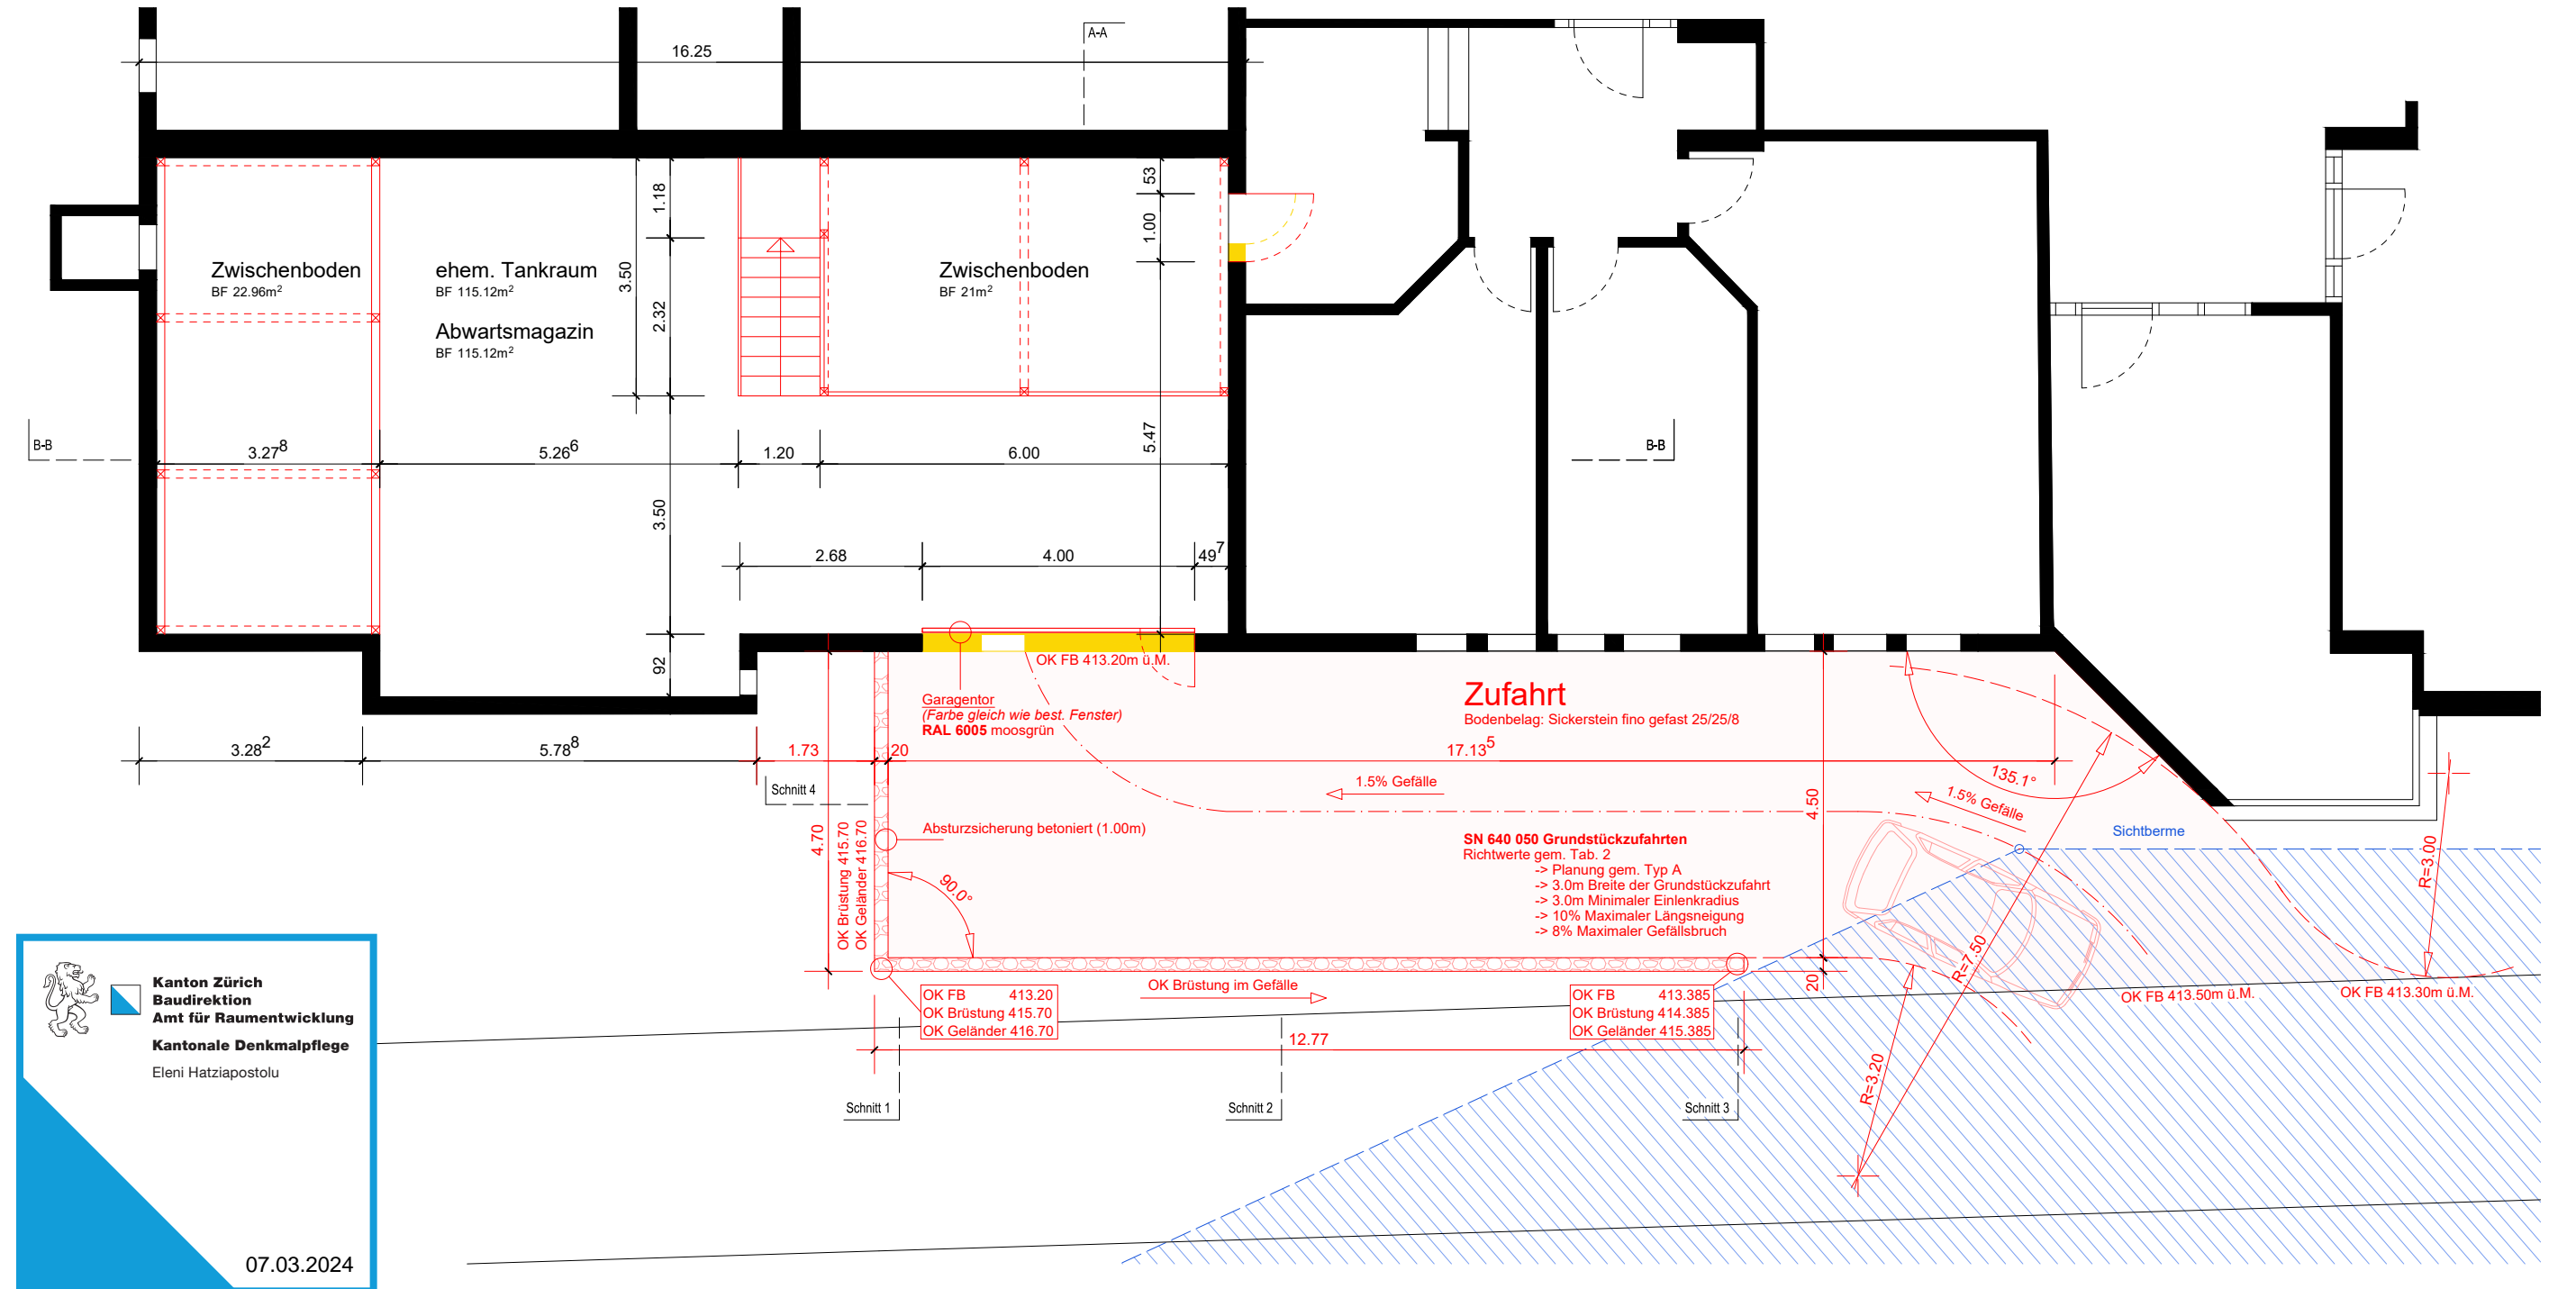 A-A
16.25
53
1.18
1.00
3.50
Zwischenboden
BF 22.96m²
ehem. Tankraum
BF 115.12m²
Zwischenboden
BF 21m²
2.32
Abwartsmagazin
BF 115.12m²
B-B
B-B
3.27⁸
5.26⁶
1.20
6.00
5.47
3.50
2.68
4.00
49⁷
92
OK FB 413.20m ü.M.
Garagentor
(Farbe gleich wie best. Fenster)
RAL 6005 moosgrün
Zufahrt
Bodenbelag: Sickerstein fino gefast 25/25/8
3.28²
5.78⁸
1.73
20
17.13⁵
135.1°
Schnitt 4
1.5% Gefälle
1.5% Gefälle
4.50
4.70
OK Brüstung 415.70
OK Geländer 416.70
Absturzsicherung betoniert (1.00m)
Sichtberme
SN 640 050 Grundstückzufahrten
Richtwerte gem. Tab. 2
-> Planung gem. Typ A
-> 3.0m Breite der Grundstückzufahrt
-> 3.0m Minimaler Einlenkradius
-> 10% Maximaler Längsneigung
-> 8% Maximaler Gefällsbruch
90.0°
R=3.00
R=7.50
20
OK FB 413.20
OK Brüstung 415.70
OK Geländer 416.70
OK Brüstung im Gefälle
OK FB 413.385
OK Brüstung 414.385
OK Geländer 415.385
OK FB 413.50m ü.M.
OK FB 413.30m ü.M.
12.77
R=3.20
Schnitt 1
Schnitt 2
Schnitt 3
Kanton Zürich
Baudirektion
Amt für Raumentwicklung
Kantonale Denkmalpflege
Eleni Hatziapostolu
07.03.2024